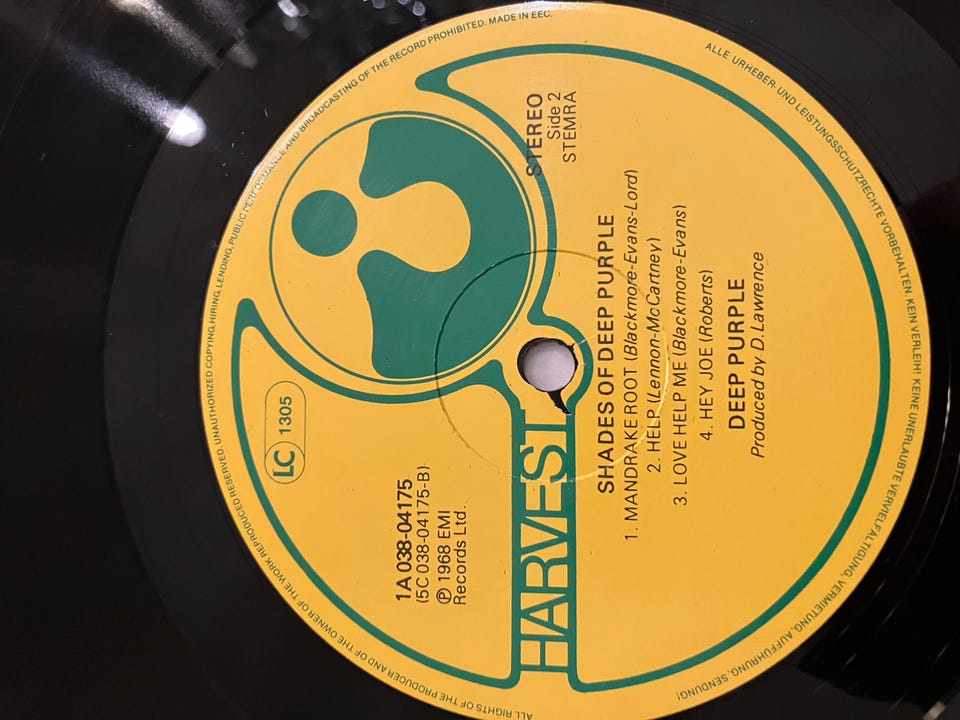 STEREO
Side 2
STEMRA
LC 1305
1A 038-04175
(5C 038-04175-B)
Ⓟ 1968 EMI
Records Ltd.
HARVEST
SHADES OF DEEP PURPLE
1. MANDRAKE ROOT (Blackmore-Evans-Lord)
2. HELP (Lennon-McCartney)
3. LOVE HELP ME (Blackmore-Evans)
4. HEY JOE (Roberts)
DEEP PURPLE
Produced by D. Lawrence
ALL RIGHTS OF THE PRODUCER AND OF THE OWNER OF THE WORK REPRODUCED RESERVED. UNAUTHORIZED COPYING, HIRING, LENDING, PUBLIC PERFORMANCE AND BROADCASTING OF THE RECORD PROHIBITED. MADE IN EEC.
ALLE URHEBER- UND LEISTUNGSSCHUTZRECHTE VORBEHALTEN. KEIN VERLEIH! KEINE UNERLAUBTE VERVIELFÄLTIGUNG, VERMIETUNG, AUFFÜHRUNG, SENDUNG!